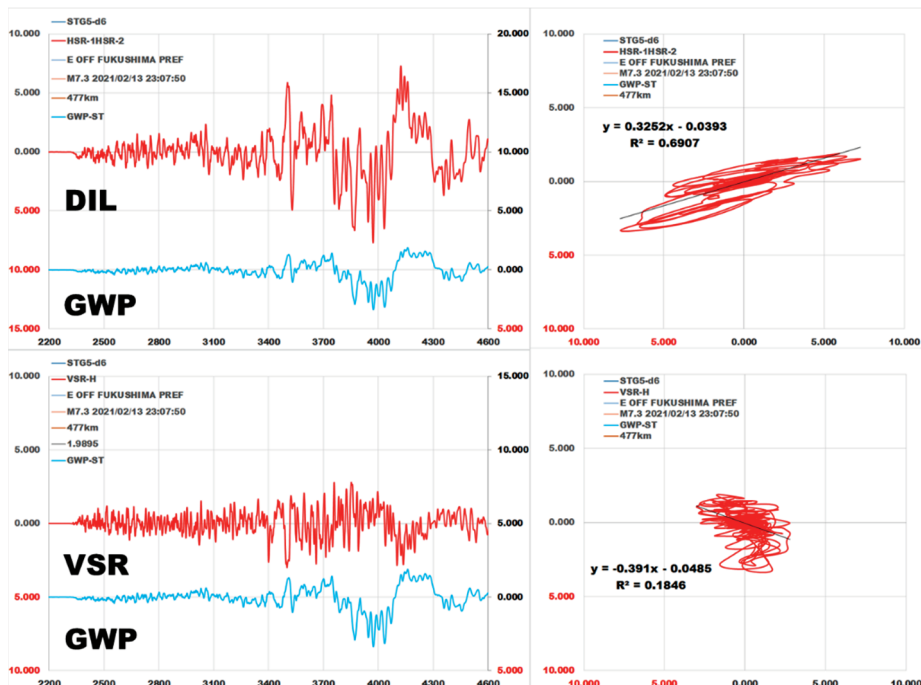 10.000
5.000
0.000
5.000
10.000
15.000
STG5-d6
HSR-1HSR-2
E OFF FUKUSHIMA PREF
M7.3 2021/02/13 23:07:50
477km
GWP-ST
DIL
GWP
20.000
15.000
10.000
5.000
0.000
5.000
2200 2800 3400 4000 4600
10.000
5.000
0.000
5.000
10.000
STG5-d6
HSR-1HSR-2
E OFF FUKUSHIMA PREF
M7.3 2021/02/13 23:07:50
GWP-ST
477km
y = 0.3252x - 0.0393
R² = 0.6907
10.000 5.000 0.000 5.000 10.000
10.000
5.000
0.000
5.000
10.000
STG5-d6
VSR-H
E OFF FUKUSHIMA PREF
M7.3 2021/02/13 23:07:50
477km
1.9895
GWP-ST
VSR
GWP
15.000
10.000
5.000
0.000
5.000
2200 2800 3400 4000 4600
10.000
5.000
0.000
5.000
10.000
STG5-d6
VSR-H
E OFF FUKUSHIMA PREF
M7.3 2021/02/13 23:07:50
GWP-ST
477km
y = -0.391x - 0.0485
R² = 0.1846
10.000 5.000 0.000 5.000 10.000